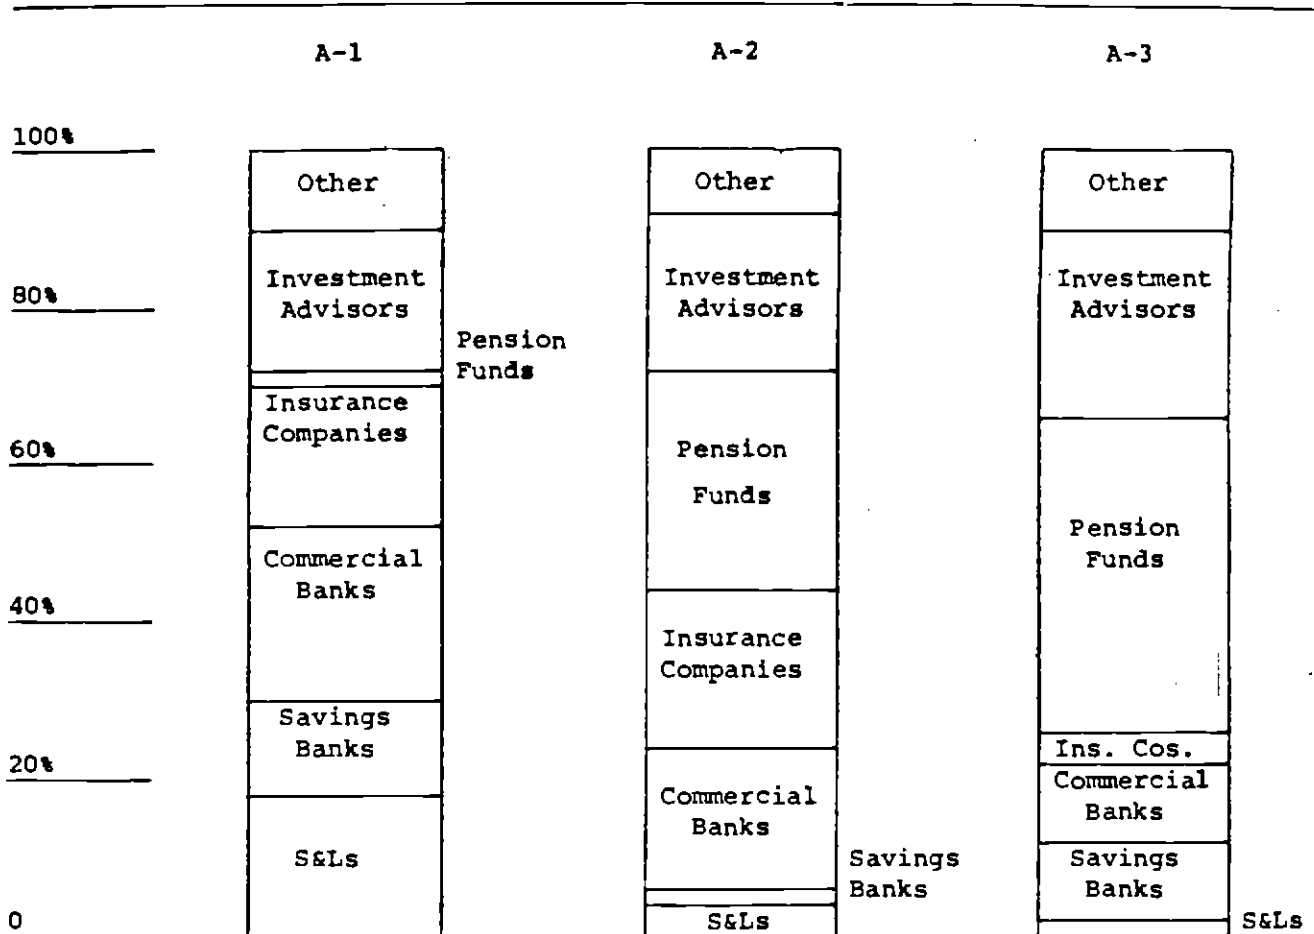 A-1 A-2 A-3
100%
Other
Other
Other
Investment
Advisors
Investment
Advisors
Investment
Advisors
80%
Pension
Funds
Insurance
Companies
60%
Pension
Funds
Pension
Funds
Commercial
Banks
40%
Insurance
Companies
Savings
Banks
Ins. Cos.
20%
Commercial
Banks
Commercial
Banks
S&Ls
Savings
Banks
Savings
Banks
0
S&Ls
S&Ls